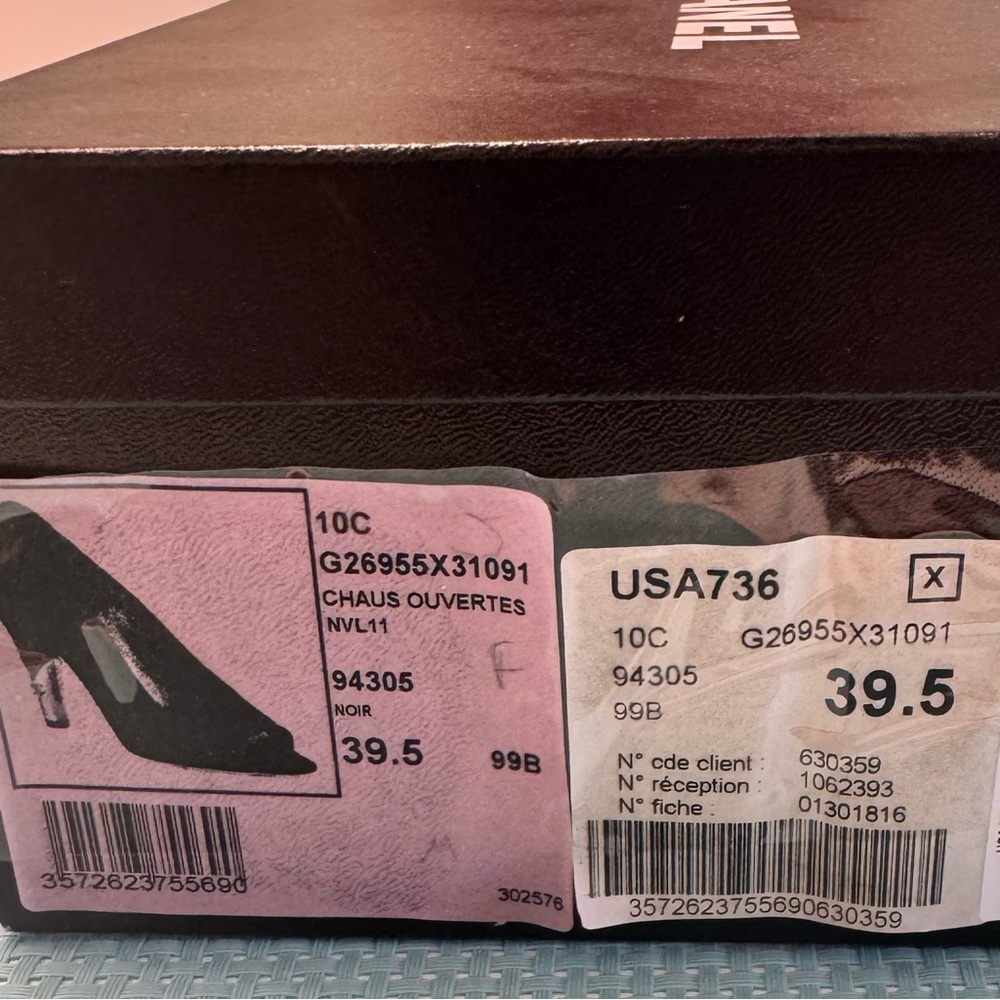 ANEL
10C
G26955X31091
CHAUS OUVERTES
NVL11
94305
NOIR
39.5 99B
3572623755690
302576
F
M
USA736 X
10C G26955X31091
94305 39.5
99B
N° cde client : 630359
N° réception : 1062393
N° fiche : 01301816
3572623755690630359